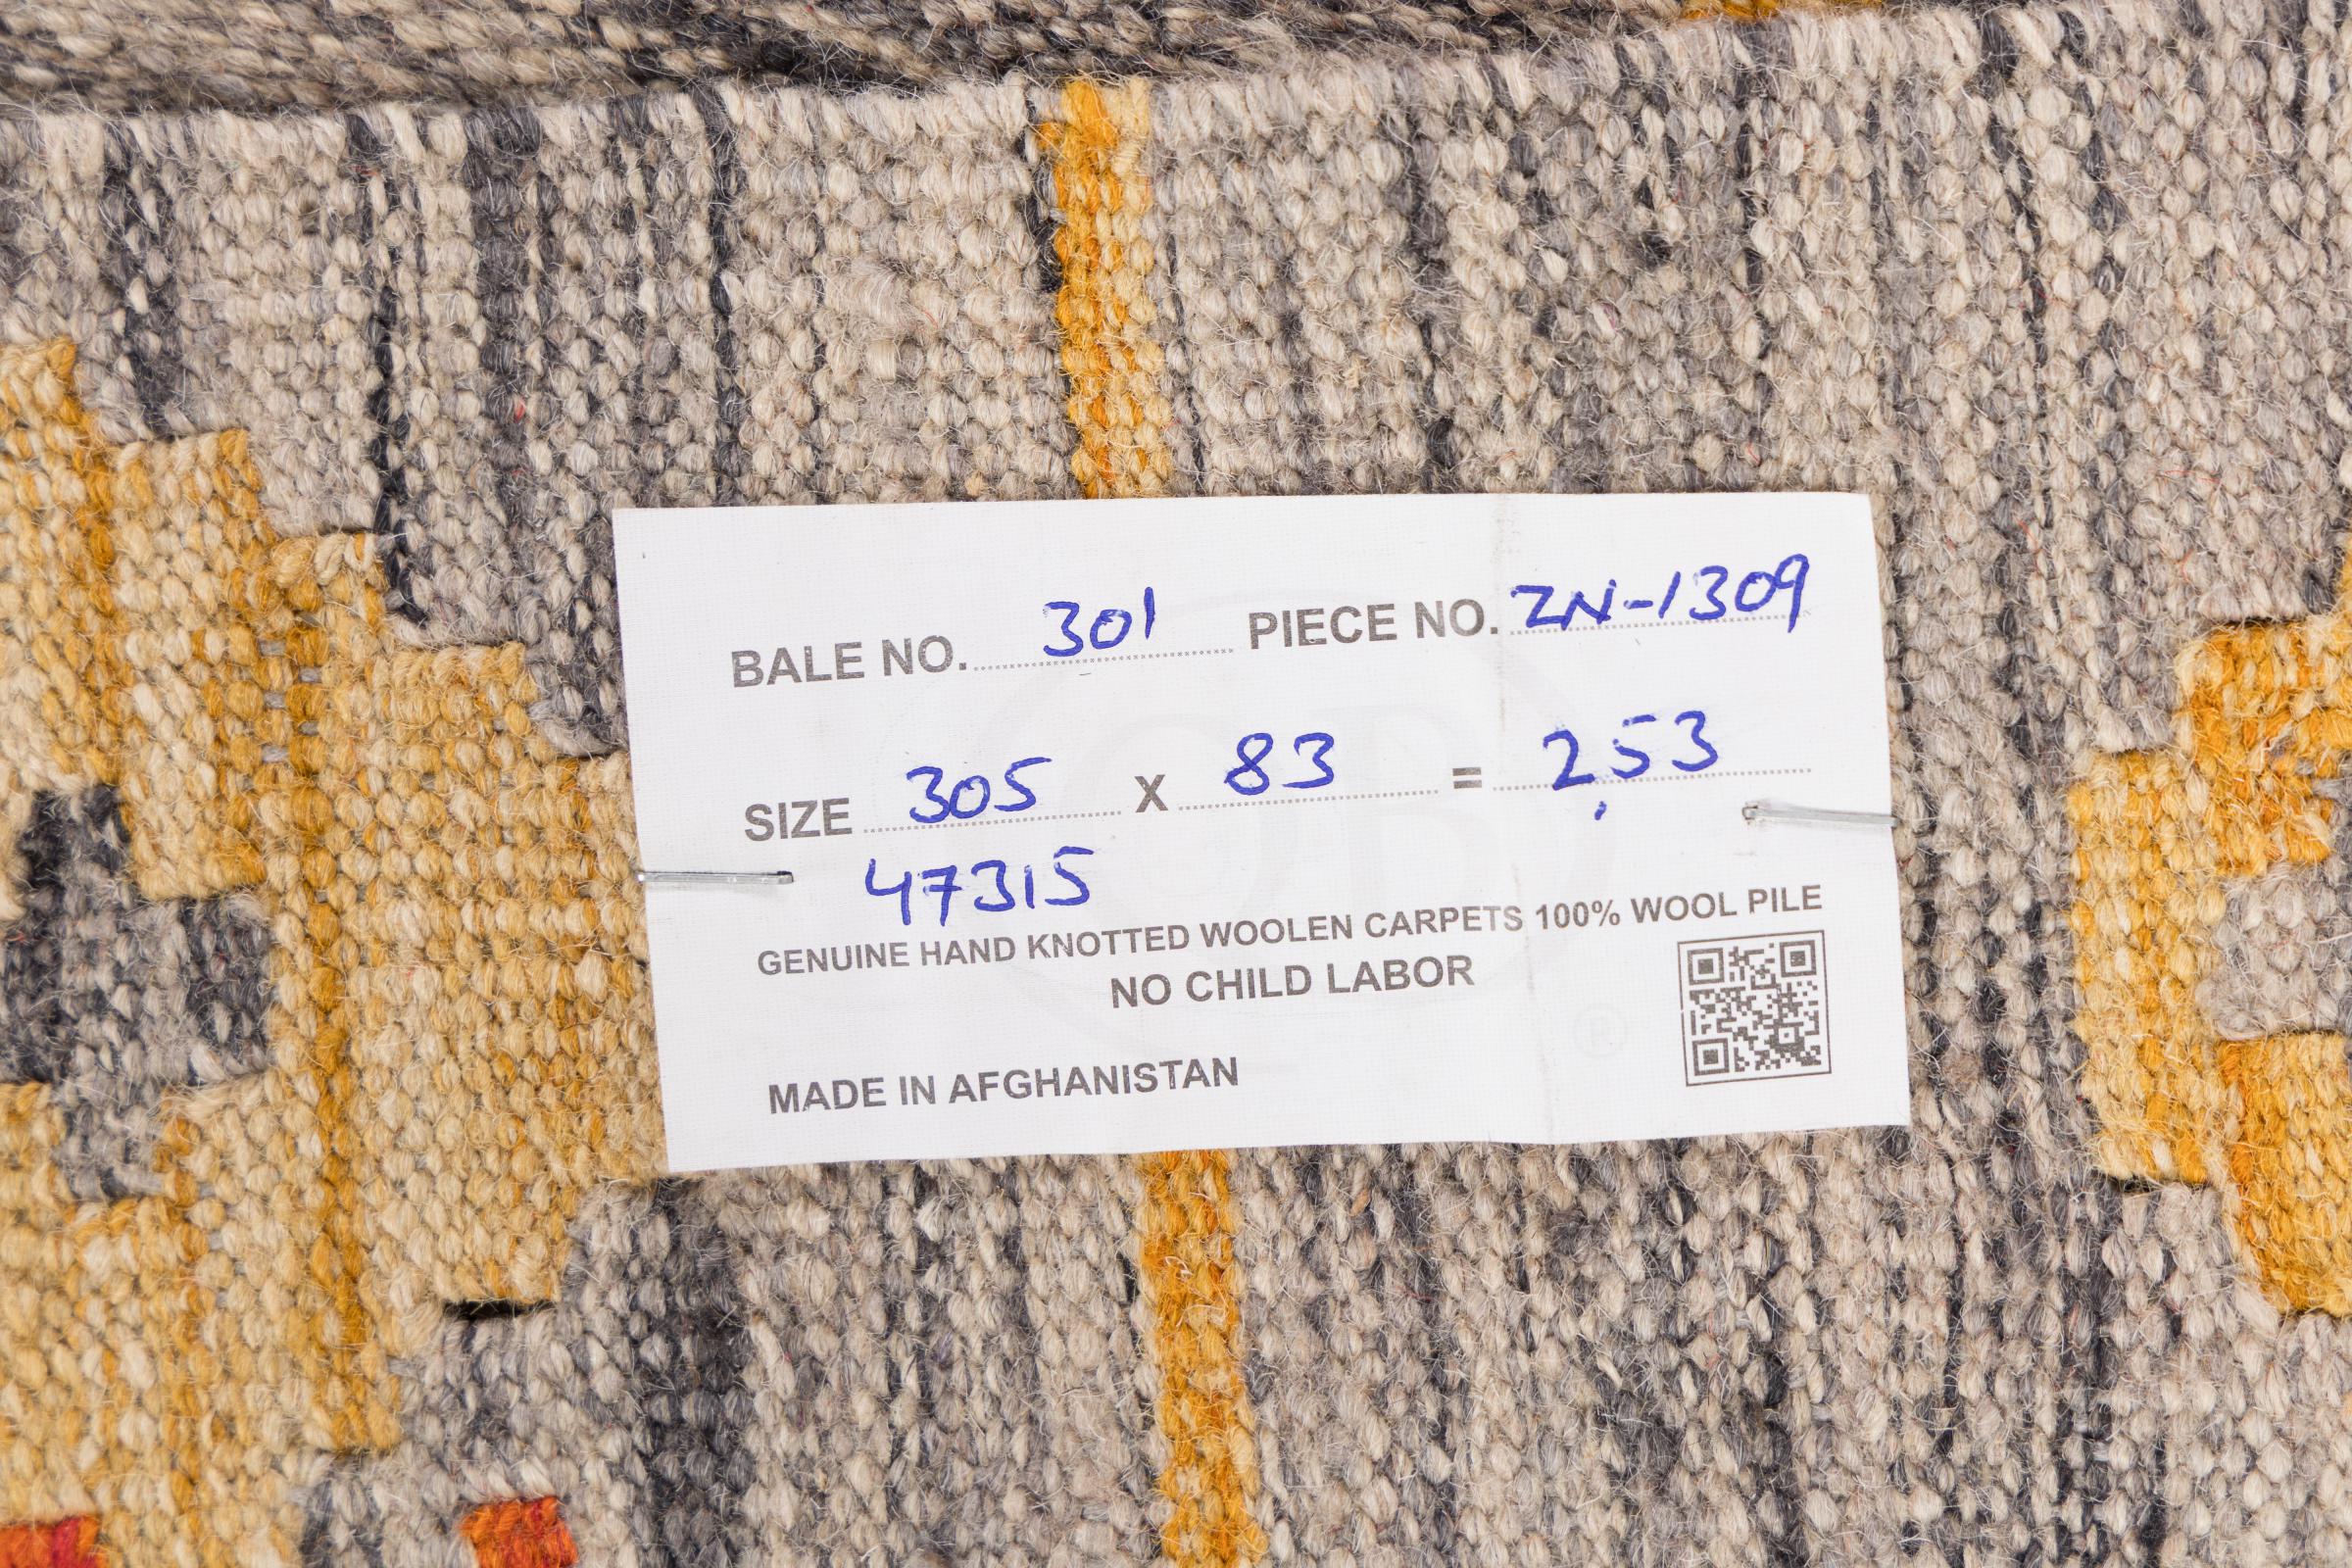 BALE NO. 301 PIECE NO. ZN-1309
SIZE 305 X 83 = 2,53
47315
GENUINE HAND KNOTTED WOOLEN CARPETS 100% WOOL PILE
NO CHILD LABOR
MADE IN AFGHANISTAN